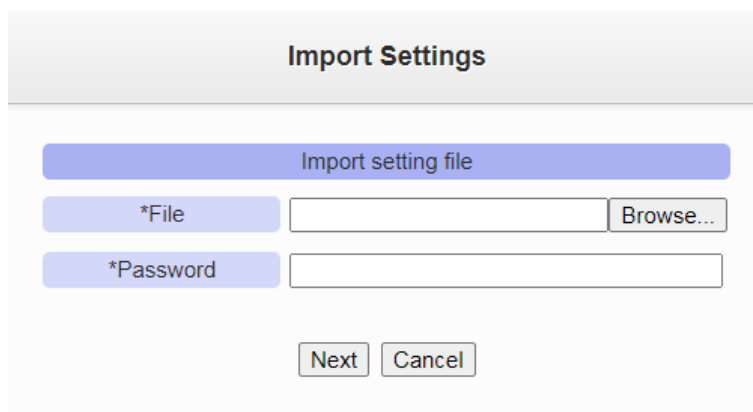 Import Settings
Import setting file
*File Browse...
*Password
Next Cancel